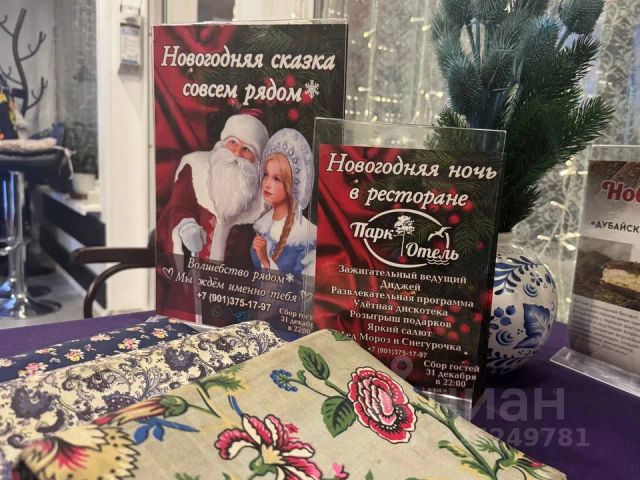 Новогодняя сказка
совсем рядом
Волшебство рядом
Мы ждём именно тебя
+7 (901)375-17-97
Сбор гостей
31 декабря
в 22:00
Новогодняя ночь
в ресторане
Парк Отель
Зажигательный ведущий
Диджей
Развлекательная программа
Улётная дискотека
Розыгрыш подарков
Яркий салют
Дед Мороз и Снегурочка
+7 (901)375-17-97
Сбор гостей
31 декабря
в 22:00
«ДУБАЙСК
циан
249781